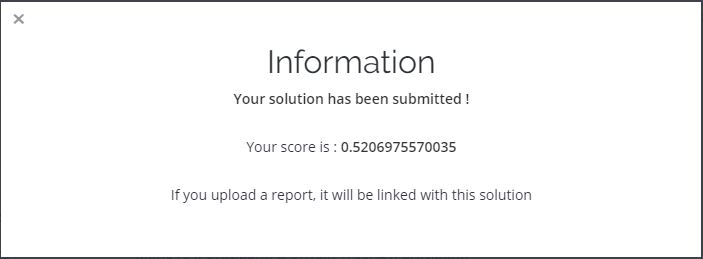 Information
Your solution has been submitted !
Your score is : 0.5206975570035
If you upload a report, it will be linked with this solution